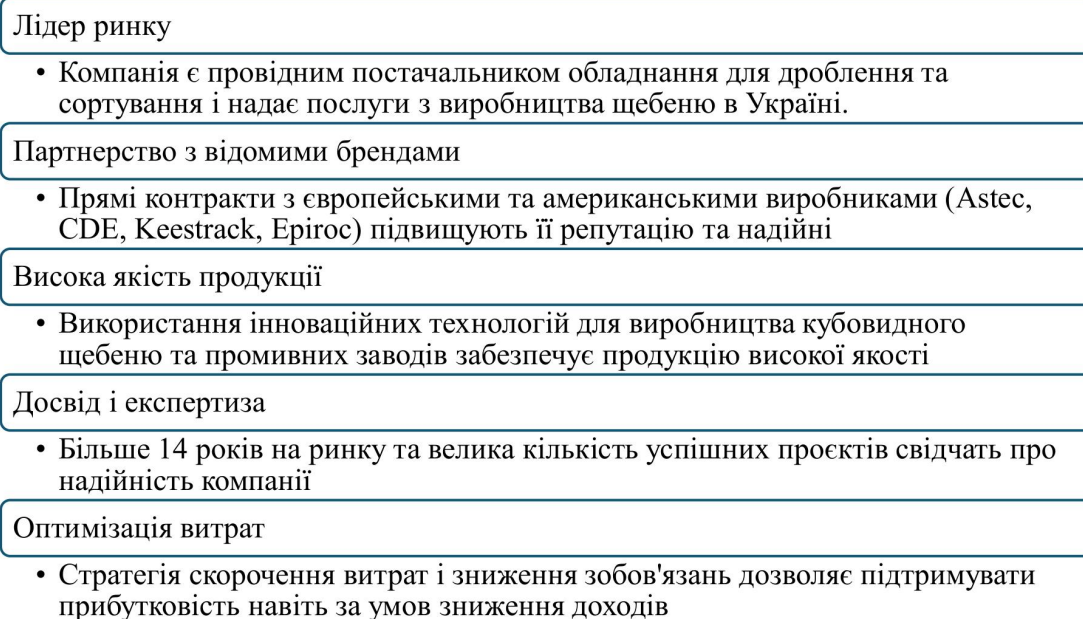 Лідер ринку
• Компанія є провідним постачальником обладнання для дроблення та
сортування і надає послуги з виробництва щебеню в Україні.
Партнерство з відомими брендами
• Прямі контракти з європейськими та американськими виробниками (Astec,
CDE, Keestrack, Epiroc) підвищують її репутацію та надійні
Висока якість продукції
• Використання інноваційних технологій для виробництва кубовидного
щебеню та промивних заводів забезпечує продукцію високої якості
Досвід і експертиза
• Більше 14 років на ринку та велика кількість успішних проєктів свідчать про
надійність компанії
Оптимізація витрат
• Стратегія скорочення витрат і зниження зобов'язань дозволяє підтримувати
прибутковість навіть за умов зниження доходів